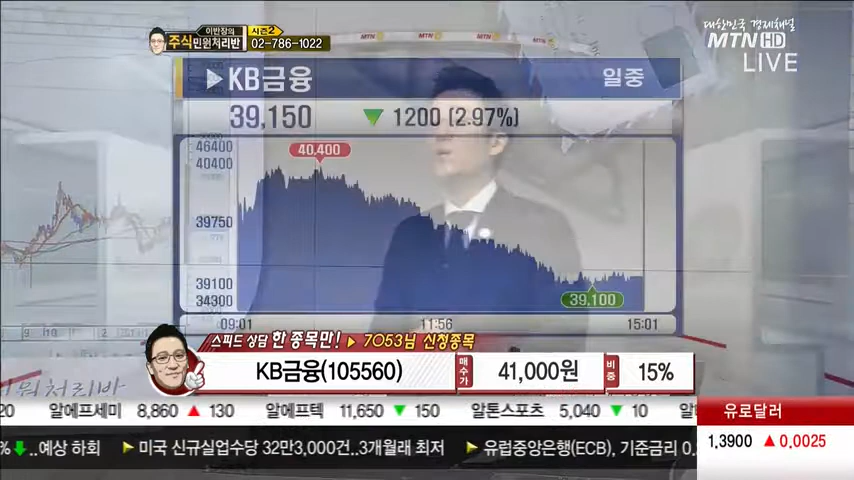 이반장의 시즌2
주식민원처리반 02-786-1022
대한민국 경제채널
MTN HD
LIVE
MTN
KB금융 일중
39,150 ▼ 1200 (2.97%)
46400
40400
39750
39100
34300
40,400
39,100
09:01 11:56 15:01
스피드 상담 한 종목만! ▶ 7053님 신청종목
KB금융(105560) 매수가 41,000원 비중 15%
20 알에프세미 8,860 ▲ 130 알에프텍 11,650 ▼ 150 알톤스포츠 5,040 ▼ 10
유로달러
1,3900 ▲ 0,0025
%↓..예상 하회 ▶ 미국 신규실업수당 32만3,000건..3개월래 최저 ▶ 유럽중앙은행(ECB), 기준금리 0.